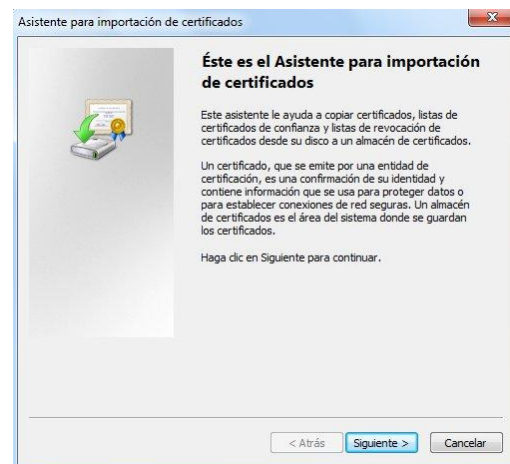 Asistente para importación de certificados
Éste es el Asistente para importación
de certificados
Este asistente le ayuda a copiar certificados, listas de
certificados de confianza y listas de revocación de
certificados desde su disco a un almacén de certificados.
Un certificado, que se emite por una entidad de
certificación, es una confirmación de su identidad y
contiene información que se usa para proteger datos o
para establecer conexiones de red seguras. Un almacén
de certificados es el área del sistema donde se guardan
los certificados.
Haga clic en Siguiente para continuar.
< Atrás Siguiente > Cancelar